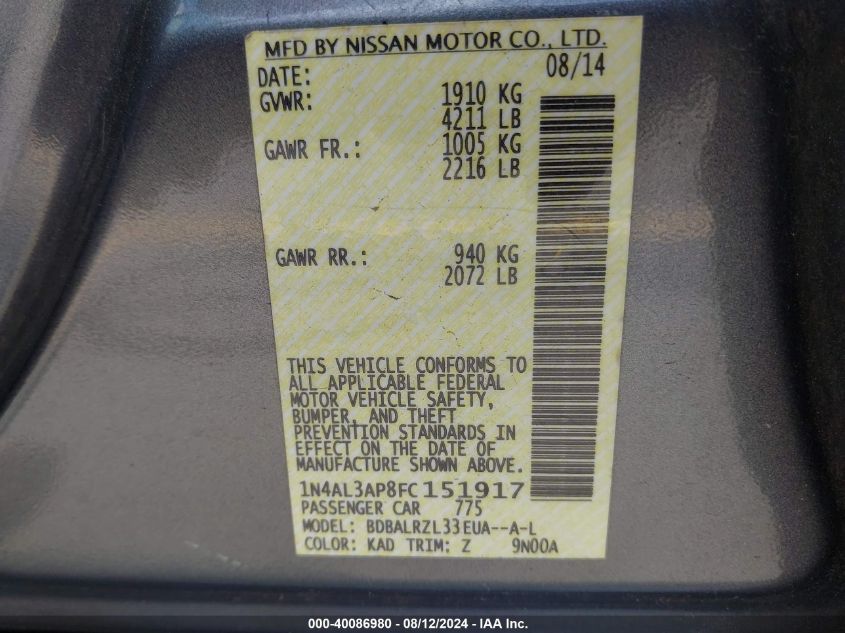 MFD BY NISSAN MOTOR CO., LTD.
DATE: 08/14
GVWR: 1910 KG
4211 LB
GAWR FR.: 1005 KG
2216 LB
GAWR RR.: 940 KG
2072 LB
THIS VEHICLE CONFORMS TO
ALL APPLICABLE FEDERAL
MOTOR VEHICLE SAFETY,
BUMPER, AND THEFT
PREVENTION STANDARDS IN
EFFECT ON THE DATE OF
MANUFACTURE SHOWN ABOVE.
1N4AL3AP8FC151917
PASSENGER CAR 775
MODEL: BDBALRZL33EUA--A-L
COLOR: KAD TRIM: Z 9N00A
000-40086980 - 08/12/2024 - IAA Inc.